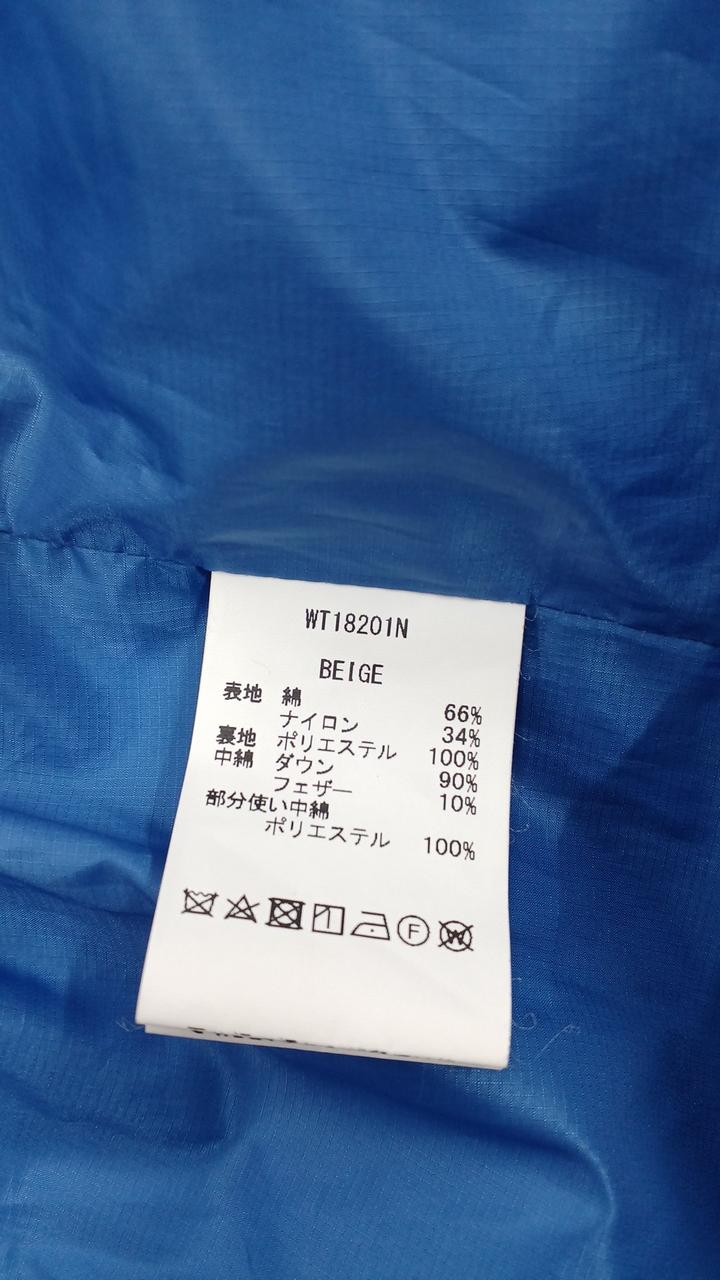 WT18201N
BEIGE
表地 綿 66%
ナイロン 34%
裏地 ポリエステル 100%
中綿 ダウン 90%
フェザー 10%
部分使い中綿
ポリエステル 100%
F
W